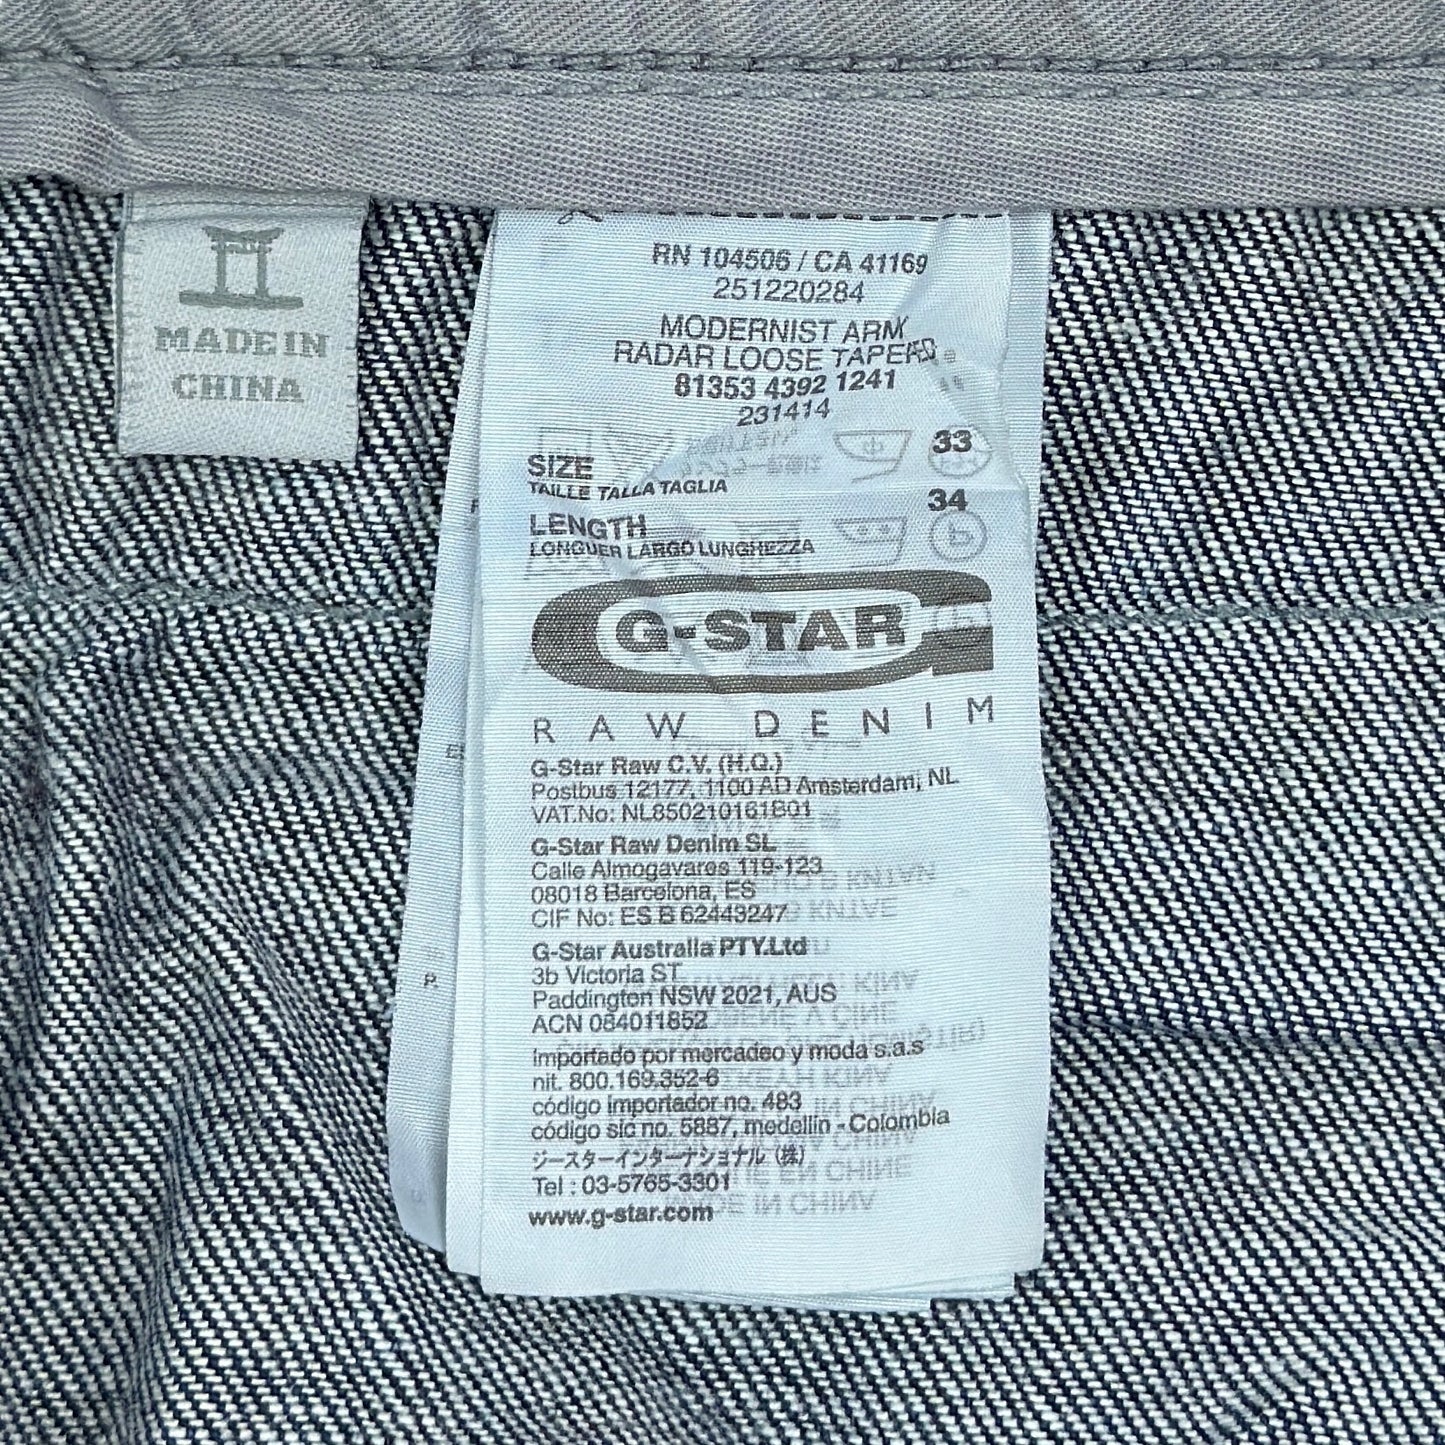 MADE IN
CHINA
RN 104506 / CA 41169
251220284
MODERNIST ARM
RADAR LOOSE TAPERED
81353 4392 1241
231414
SIZE 33
TAILLE TALLA TAGLIA
LENGTH 34
LONGUER LARGO LUNGHEZZA
G-STAR
RAW DENIM
G-Star Raw C.V. (H.Q.)
Postbus 12177, 1100 AD Amsterdam, NL
VAT.No: NL850210161B01
G-Star Raw Denim SL
Calle Almogavares 119-123
08018 Barcelona, ES
CIF No: ES B 62443247
G-Star Australia PTY.Ltd
3b Victoria ST
Paddington NSW 2021, AUS
ACN 084011852
Importado por mercadeo y moda s.a.s
nit. 800.169.352-6
código importador no. 483
código sic no. 5887, medellin - Colombia
ジースターインターナショナル (株)
Tel : 03-5765-3301
www.g-star.com